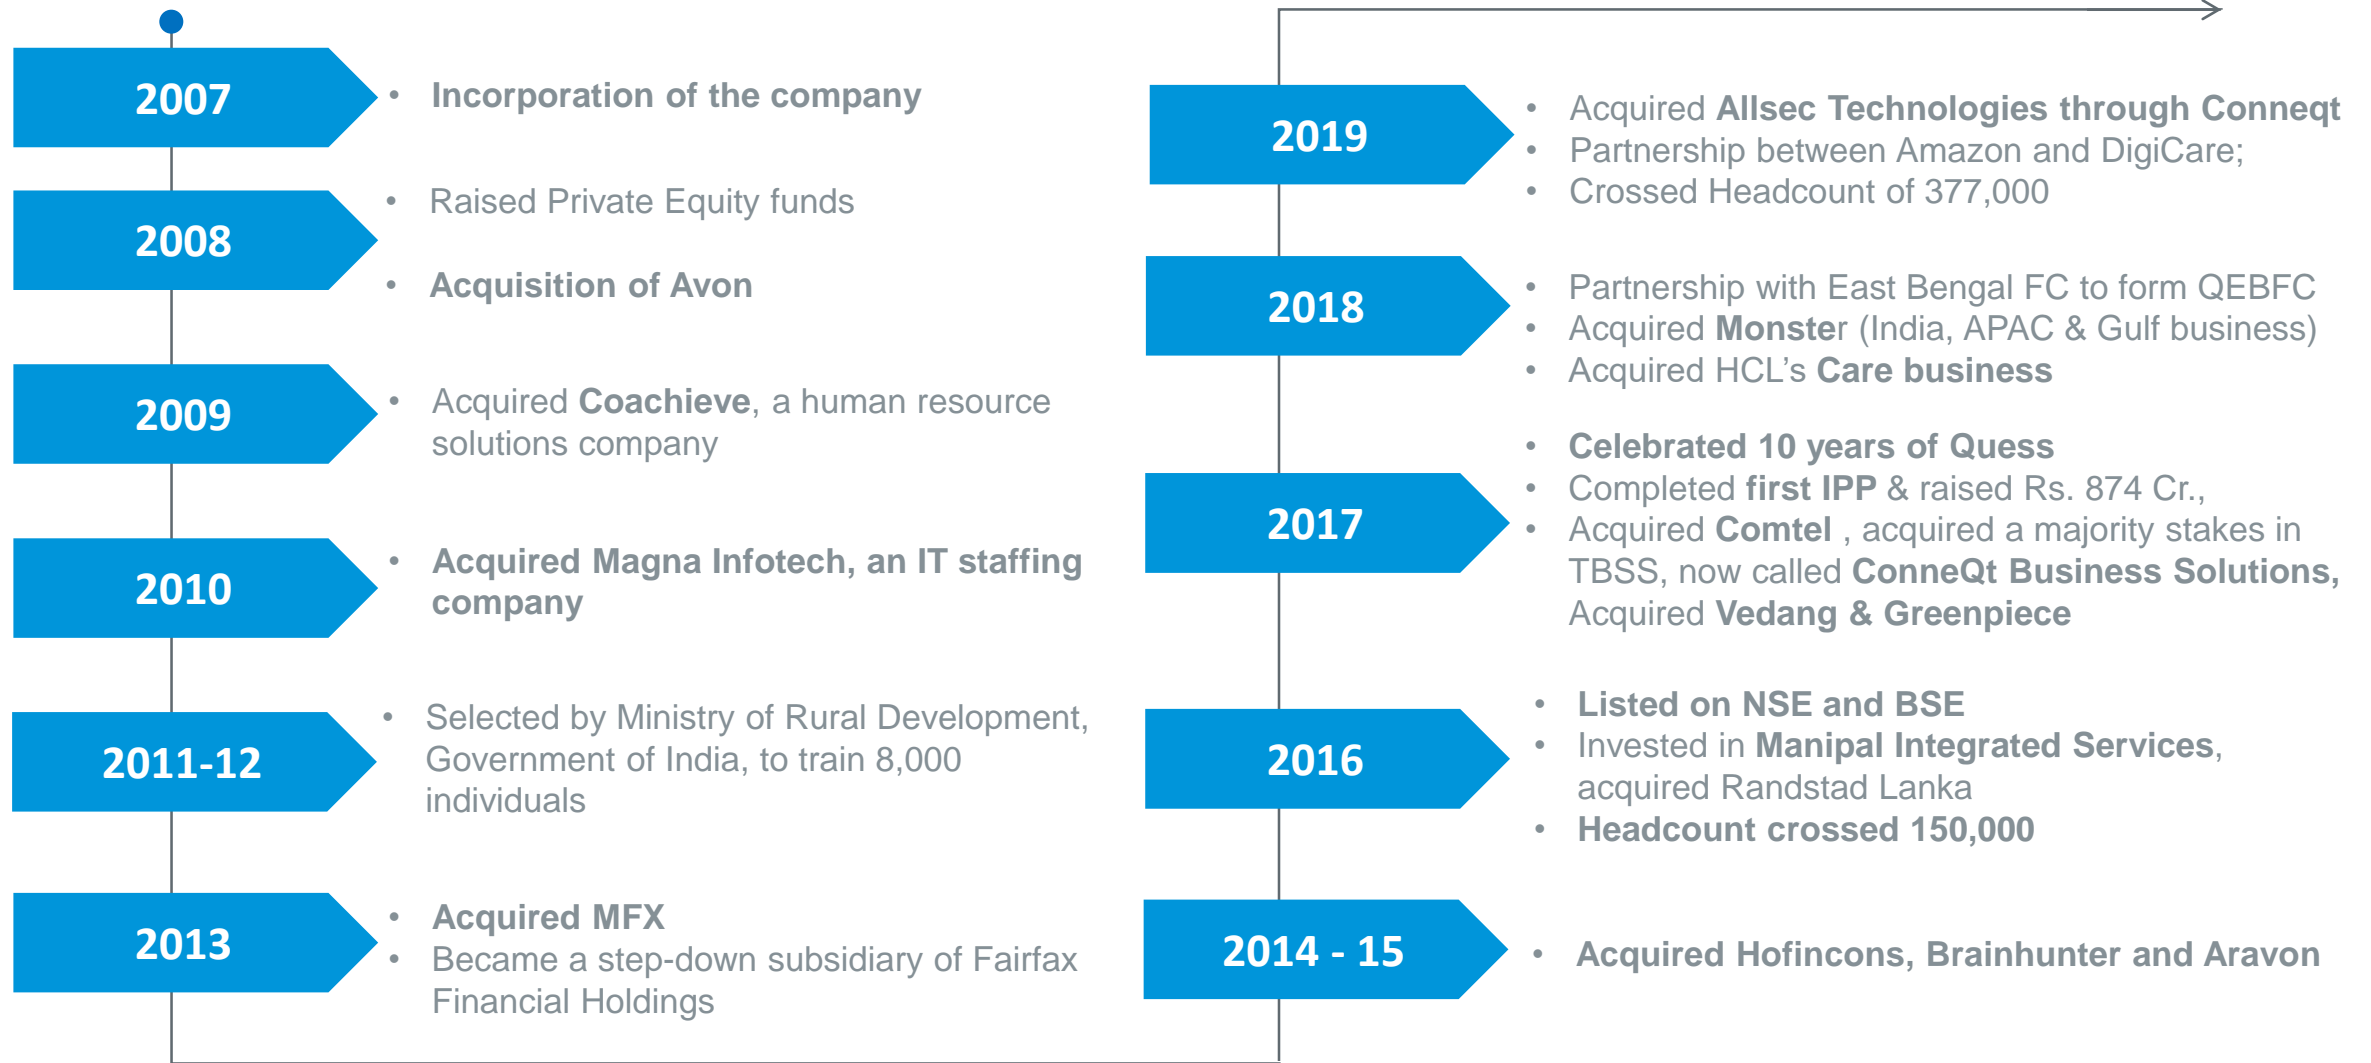 2007
• Incorporation of the company
2008
• Raised Private Equity funds
• Acquisition of Avon
2009
• Acquired Coachieve, a human resource
solutions company
2010
• Acquired Magna Infotech, an IT staffing
company
2011-12
• Selected by Ministry of Rural Development,
Government of India, to train 8,000
individuals
2013
• Acquired MFX
• Became a step-down subsidiary of Fairfax
Financial Holdings
2019
• Acquired Allsec Technologies through Conneqt
• Partnership between Amazon and DigiCare;
• Crossed Headcount of 377,000
2018
• Partnership with East Bengal FC to form QEBFC
• Acquired Monster (India, APAC & Gulf business)
• Acquired HCL’s Care business
2017
• Celebrated 10 years of Quess
• Completed first IPP & raised Rs. 874 Cr.,
• Acquired Comtel , acquired a majority stakes in
TBSS, now called ConneQt Business Solutions,
Acquired Vedang & Greenpiece
2016
• Listed on NSE and BSE
• Invested in Manipal Integrated Services,
acquired Randstad Lanka
• Headcount crossed 150,000
2014 - 15
• Acquired Hofincons, Brainhunter and Aravon